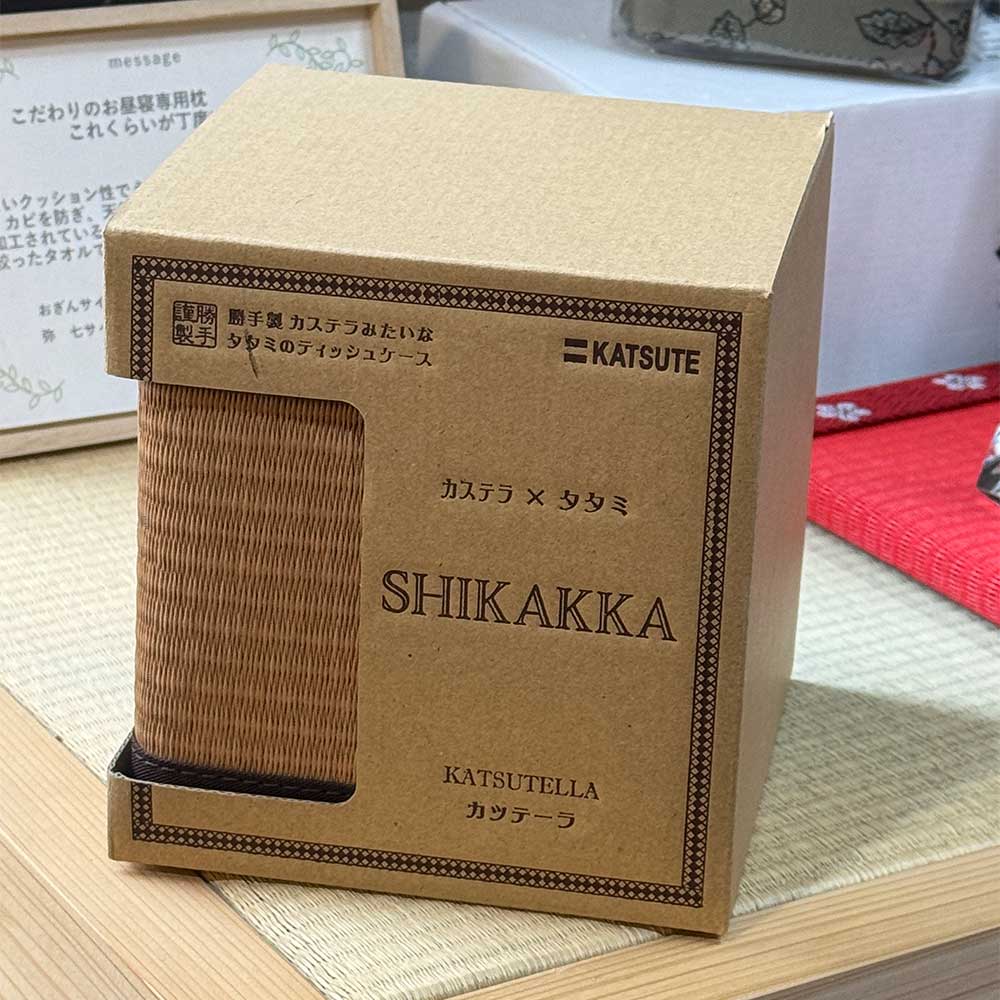 message
こだわりのお昼寝専用枕
これくらいが丁度
いクッション性で
カビを防ぎ、天
加工されている
絞ったタオルで
おぎんサイ
弥 七サイ
勝手
謹製
勝手製 カステラみたいな
タタミのティッシュケース
KATSUTE
カステラ × タタミ
SHIKAKKA
KATSUTELLA
カッテーラ